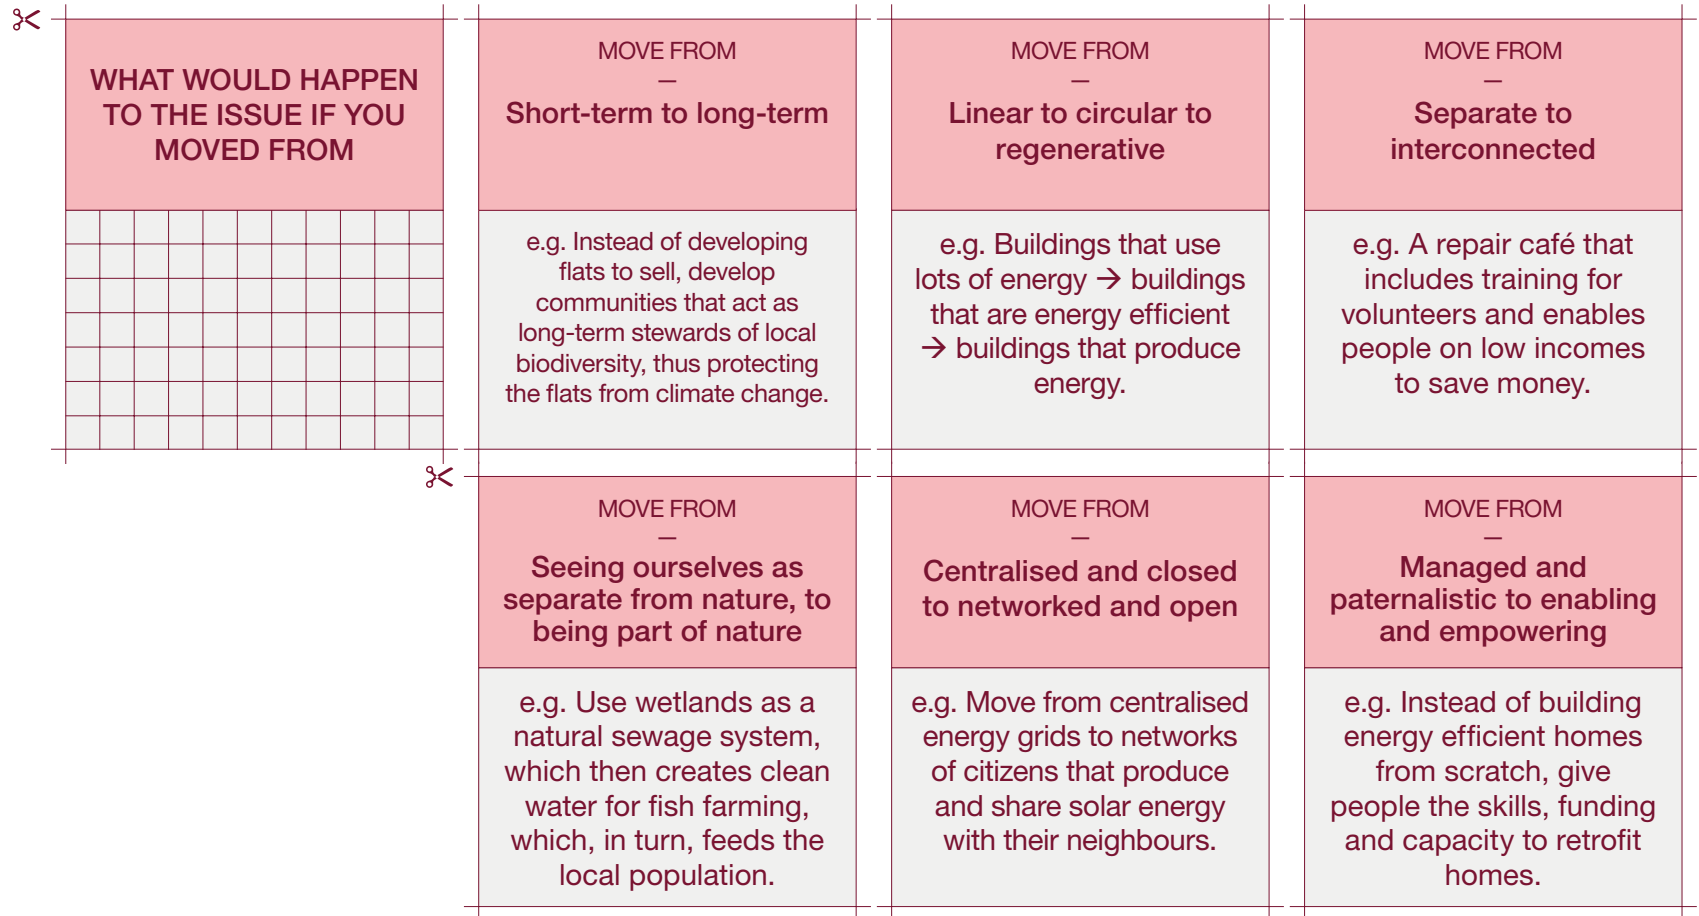 WHAT WOULD HAPPEN
TO THE ISSUE IF YOU
MOVED FROM
MOVE FROM
—
Short-term to long-term
e.g. Instead of developing
flats to sell, develop
communities that act as
long-term stewards of local
biodiversity, thus protecting
the flats from climate change.
MOVE FROM
—
Linear to circular to
regenerative
e.g. Buildings that use
lots of energy → buildings
that are energy efficient
→ buildings that produce
energy.
MOVE FROM
—
Separate to
interconnected
e.g. A repair café that
includes training for
volunteers and enables
people on low incomes
to save money.
MOVE FROM
—
Seeing ourselves as
separate from nature, to
being part of nature
e.g. Use wetlands as a
natural sewage system,
which then creates clean
water for fish farming,
which, in turn, feeds the
local population.
MOVE FROM
—
Centralised and closed
to networked and open
e.g. Move from centralised
energy grids to networks
of citizens that produce
and share solar energy
with their neighbours.
MOVE FROM
—
Managed and
paternalistic to enabling
and empowering
e.g. Instead of building
energy efficient homes
from scratch, give
people the skills, funding
and capacity to retrofit
homes.